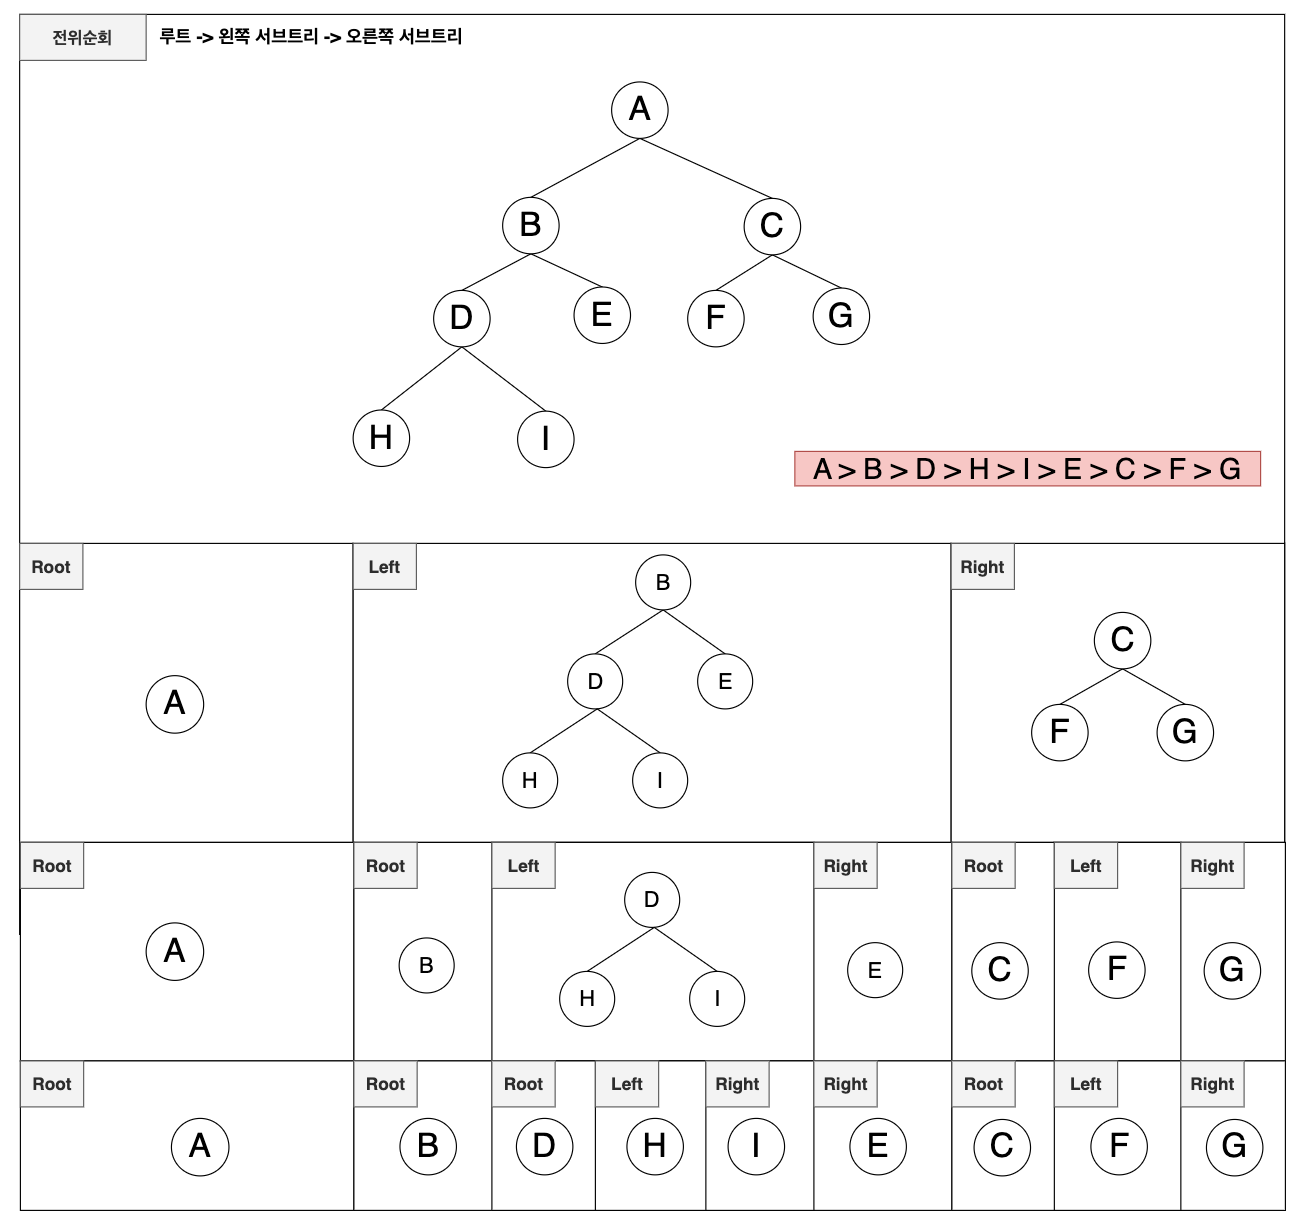 전위순회
루트 -> 왼쪽 서브트리 -> 오른쪽 서브트리
A
B
C
D
E
F
G
H
I
A > B > D > H > I > E > C > F > G
Root
A
Left
B
D
E
H
I
Right
C
F
G
Root
A
Root
B
Left
D
H
I
Right
E
Root
C
Left
F
Right
G
Root
A
Root
B
Root
D
Left
H
Right
I
Right
E
Root
C
Left
F
Right
G